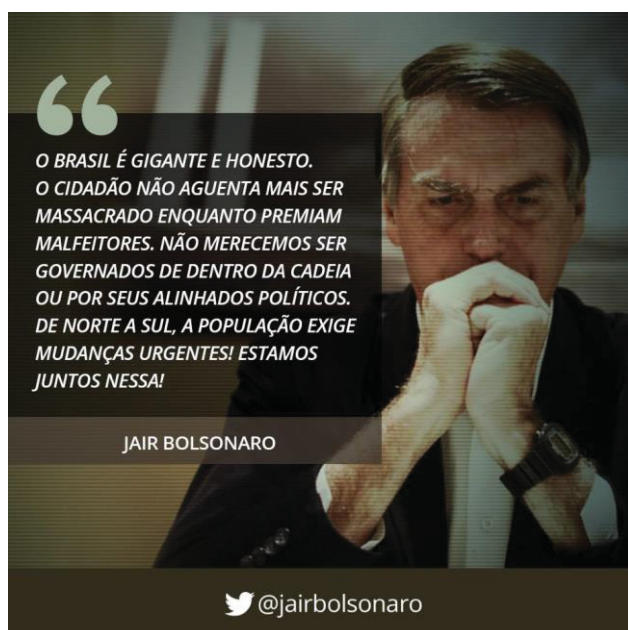 O BRASIL É GIGANTE E HONESTO.
O CIDADÃO NÃO AGUENTA MAIS SER
MASSACRADO ENQUANTO PREMIAM
MALFEITORES. NÃO MERECEMOS SER
GOVERNADOS DE DENTRO DA CADEIA
OU POR SEUS ALINHADOS POLÍTICOS.
DE NORTE A SUL, A POPULAÇÃO EXIGE
MUDANÇAS URGENTES! ESTAMOS
JUNTOS NESSA!
JAIR BOLSONARO
@jairbolsonaro